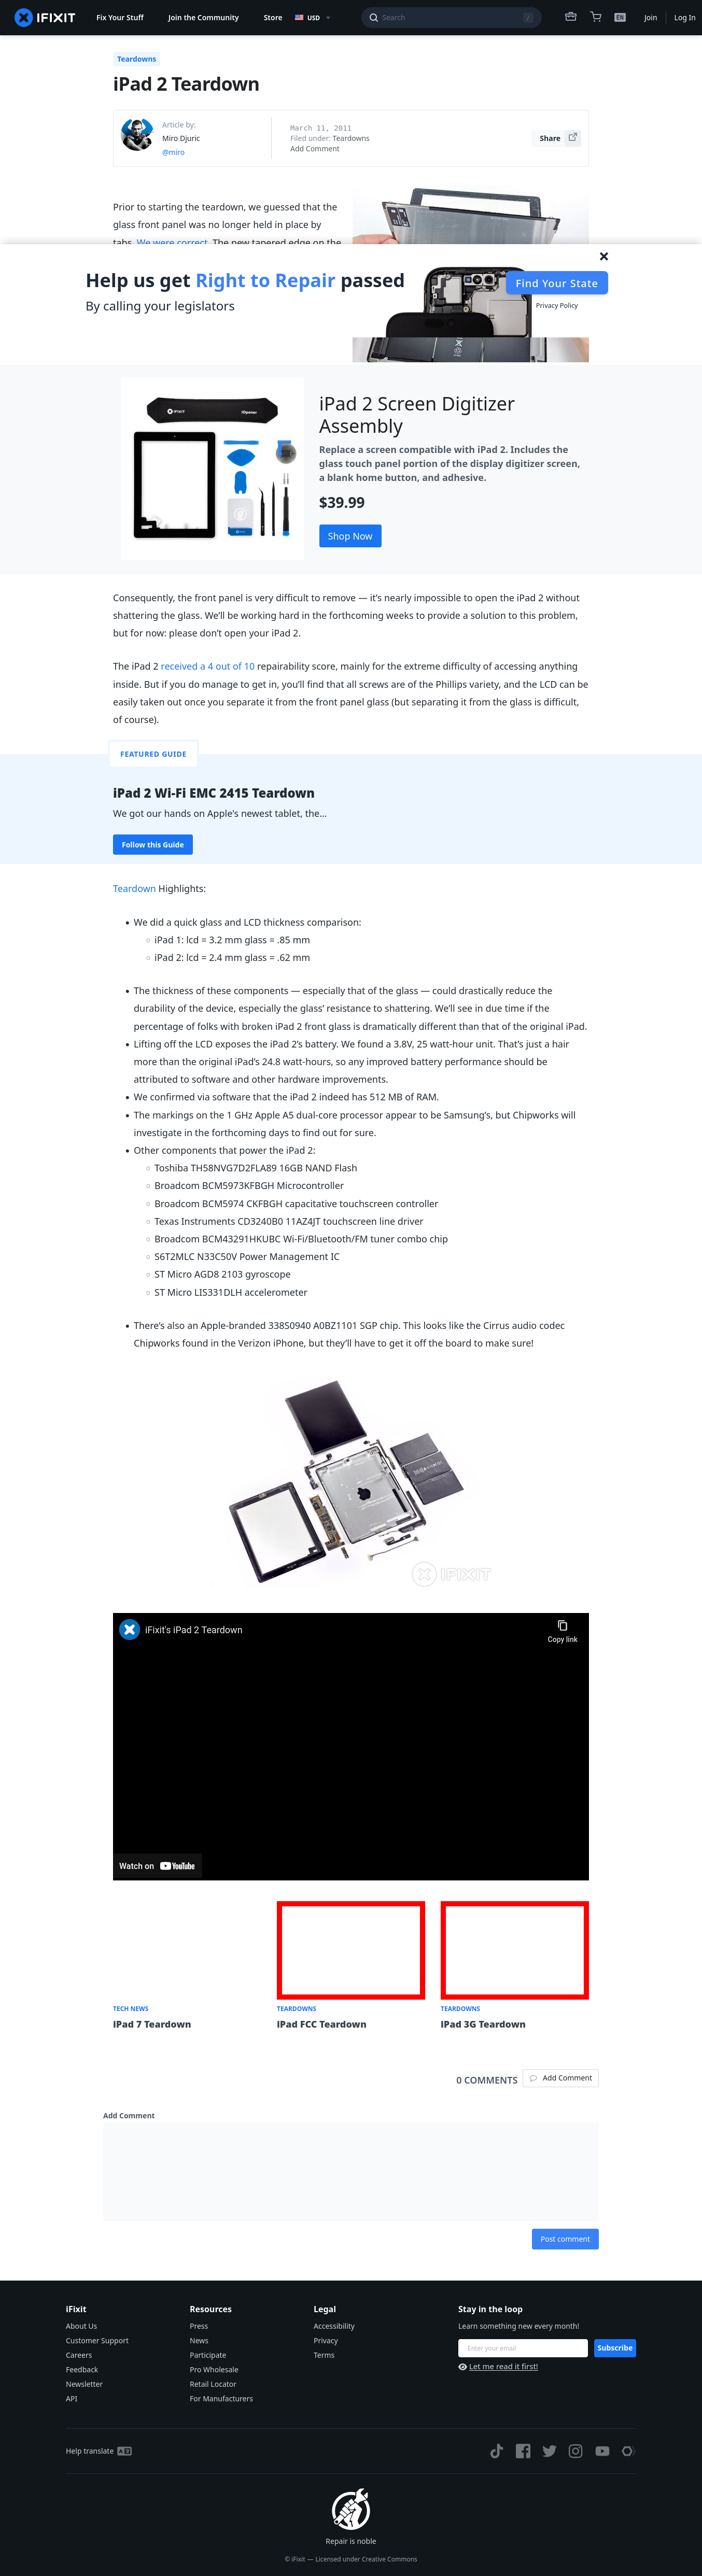 IFIXIT
Fix Your Stuff
Join the Community
Store
USD
Search
/
EN
Join
Log In
Teardowns
iPad 2 Teardown
Article by:
Miro Djuric
@miro
March 11, 2011
Filed under: Teardowns
Add Comment
Share
Prior to starting the teardown, we guessed that the
glass front panel was no longer held in place by
tabs. We were correct. The new tapered edge on the
Help us get Right to Repair passed
By calling your legislators
Find Your State
Privacy Policy
IFIXIT
iOpener
iPad 2 Screen Digitizer
Assembly
Replace a screen compatible with iPad 2. Includes the
glass touch panel portion of the display digitizer screen,
a blank home button, and adhesive.
$39.99
Shop Now
Consequently, the front panel is very difficult to remove — it’s nearly impossible to open the iPad 2 without
shattering the glass. We’ll be working hard in the forthcoming weeks to provide a solution to this problem,
but for now: please don’t open your iPad 2.
The iPad 2 received a 4 out of 10 repairability score, mainly for the extreme difficulty of accessing anything
inside. But if you do manage to get in, you’ll find that all screws are of the Phillips variety, and the LCD can be
easily taken out once you separate it from the front panel glass (but separating it from the glass is difficult,
of course).
FEATURED GUIDE
iPad 2 Wi-Fi EMC 2415 Teardown
We got our hands on Apple's newest tablet, the...
Follow this Guide
Teardown Highlights:
We did a quick glass and LCD thickness comparison:
iPad 1: lcd = 3.2 mm glass = .85 mm
iPad 2: lcd = 2.4 mm glass = .62 mm
The thickness of these components — especially that of the glass — could drastically reduce the
durability of the device, especially the glass’ resistance to shattering. We’ll see in due time if the
percentage of folks with broken iPad 2 front glass is dramatically different than that of the original iPad.
Lifting off the LCD exposes the iPad 2’s battery. We found a 3.8V, 25 watt-hour unit. That’s just a hair
more than the original iPad’s 24.8 watt-hours, so any improved battery performance should be
attributed to software and other hardware improvements.
We confirmed via software that the iPad 2 indeed has 512 MB of RAM.
The markings on the 1 GHz Apple A5 dual-core processor appear to be Samsung’s, but Chipworks will
investigate in the forthcoming days to find out for sure.
Other components that power the iPad 2:
Toshiba TH58NVG7D2FLA89 16GB NAND Flash
Broadcom BCM5973KFBGH Microcontroller
Broadcom BCM5974 CKFBGH capacitative touchscreen controller
Texas Instruments CD3240B0 11AZ4JT touchscreen line driver
Broadcom BCM43291HKUBC Wi-Fi/Bluetooth/FM tuner combo chip
S6T2MLC N33C50V Power Management IC
ST Micro AGD8 2103 gyroscope
ST Micro LIS331DLH accelerometer
There’s also an Apple-branded 338S0940 A0BZ1101 SGP chip. This looks like the Cirrus audio codec
Chipworks found in the Verizon iPhone, but they’ll have to get it off the board to make sure!
IFIXIT
iFixit's iPad 2 Teardown
Copy link
Watch on YouTube
TECH NEWS
iPad 7 Teardown
TEARDOWNS
iPad FCC Teardown
TEARDOWNS
iPad 3G Teardown
0 COMMENTS
Add Comment
Add Comment
Post comment
iFixit
About Us
Customer Support
Careers
Feedback
Newsletter
API
Resources
Press
News
Participate
Pro Wholesale
Retail Locator
For Manufacturers
Legal
Accessibility
Privacy
Terms
Stay in the loop
Learn something new every month!
Enter your email
Subscribe
Let me read it first!
Help translate
Repair is noble
© iFixit — Licensed under Creative Commons